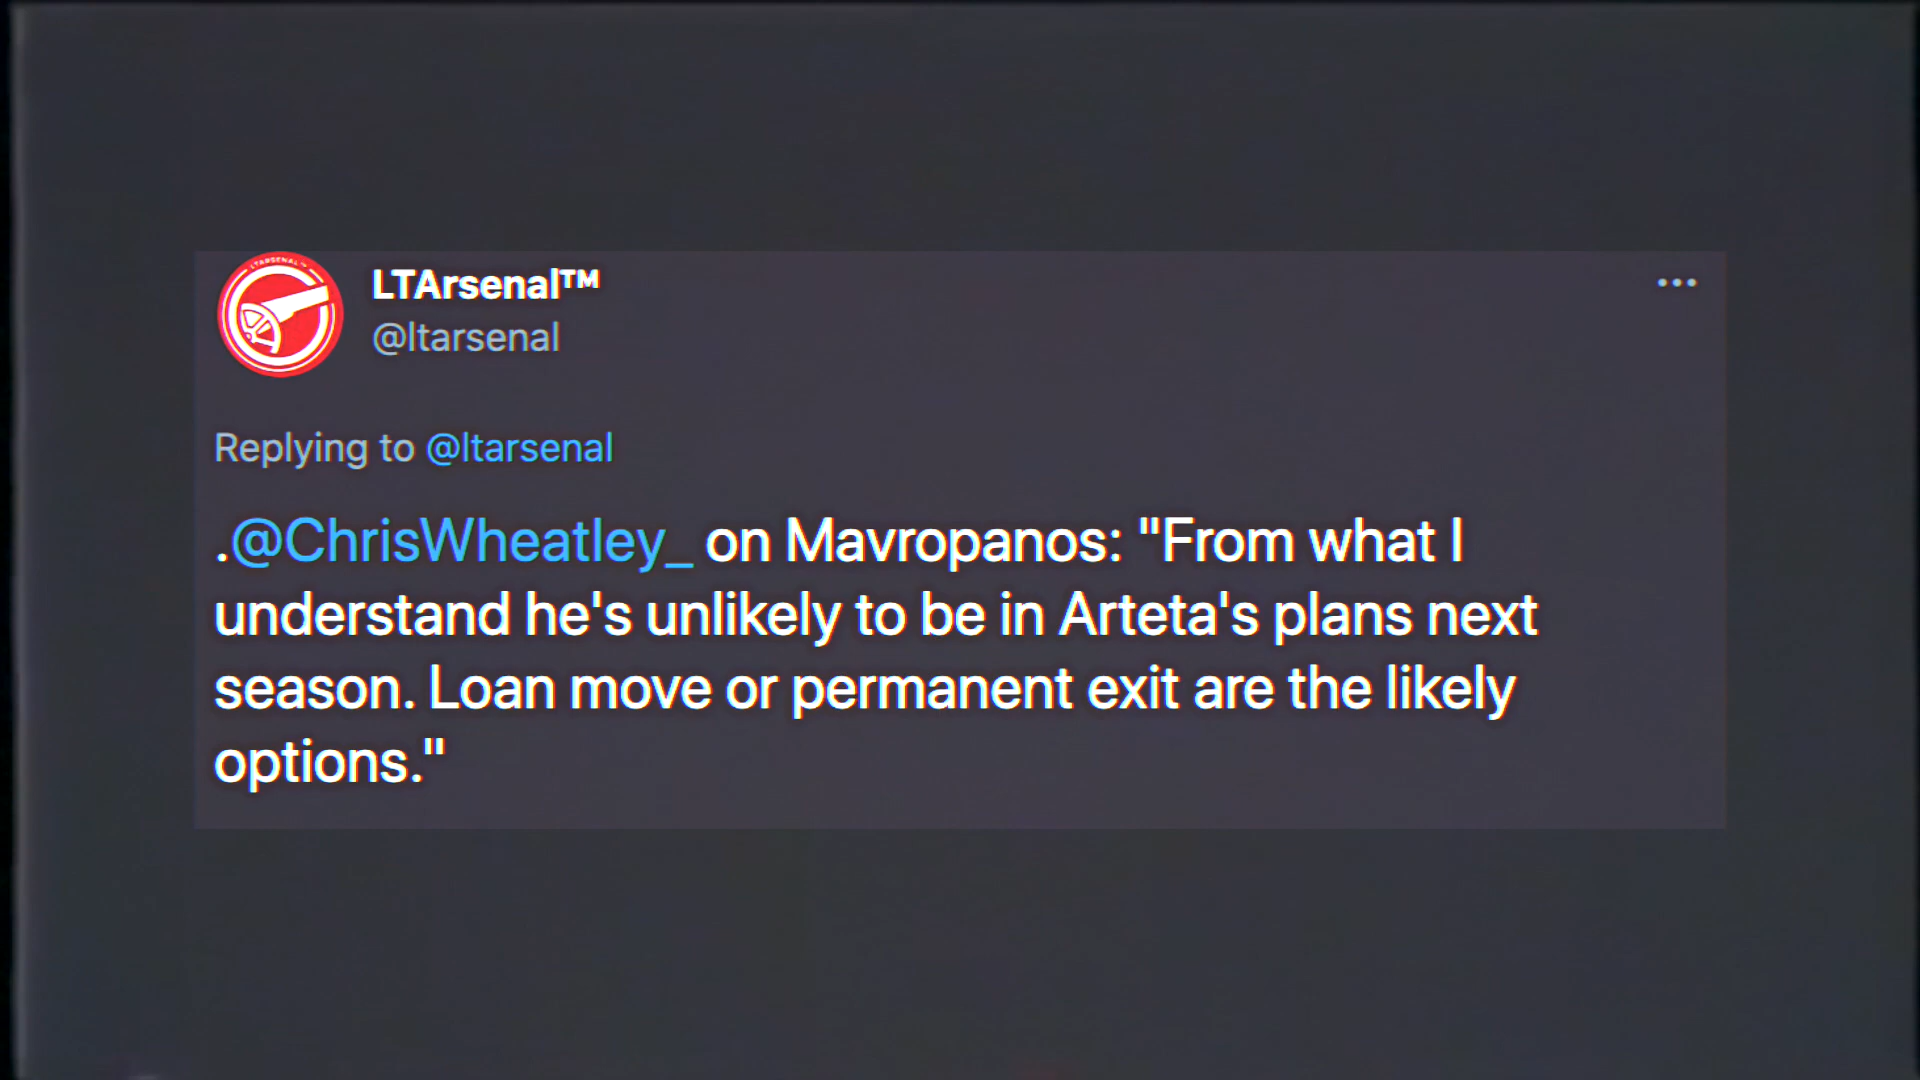 LTARSENAL™
LTArsenal™
@ltarsenal
Replying to @ltarsenal
.@ChrisWheatley_ on Mavropanos: "From what I
understand he's unlikely to be in Arteta's plans next
season. Loan move or permanent exit are the likely
options."